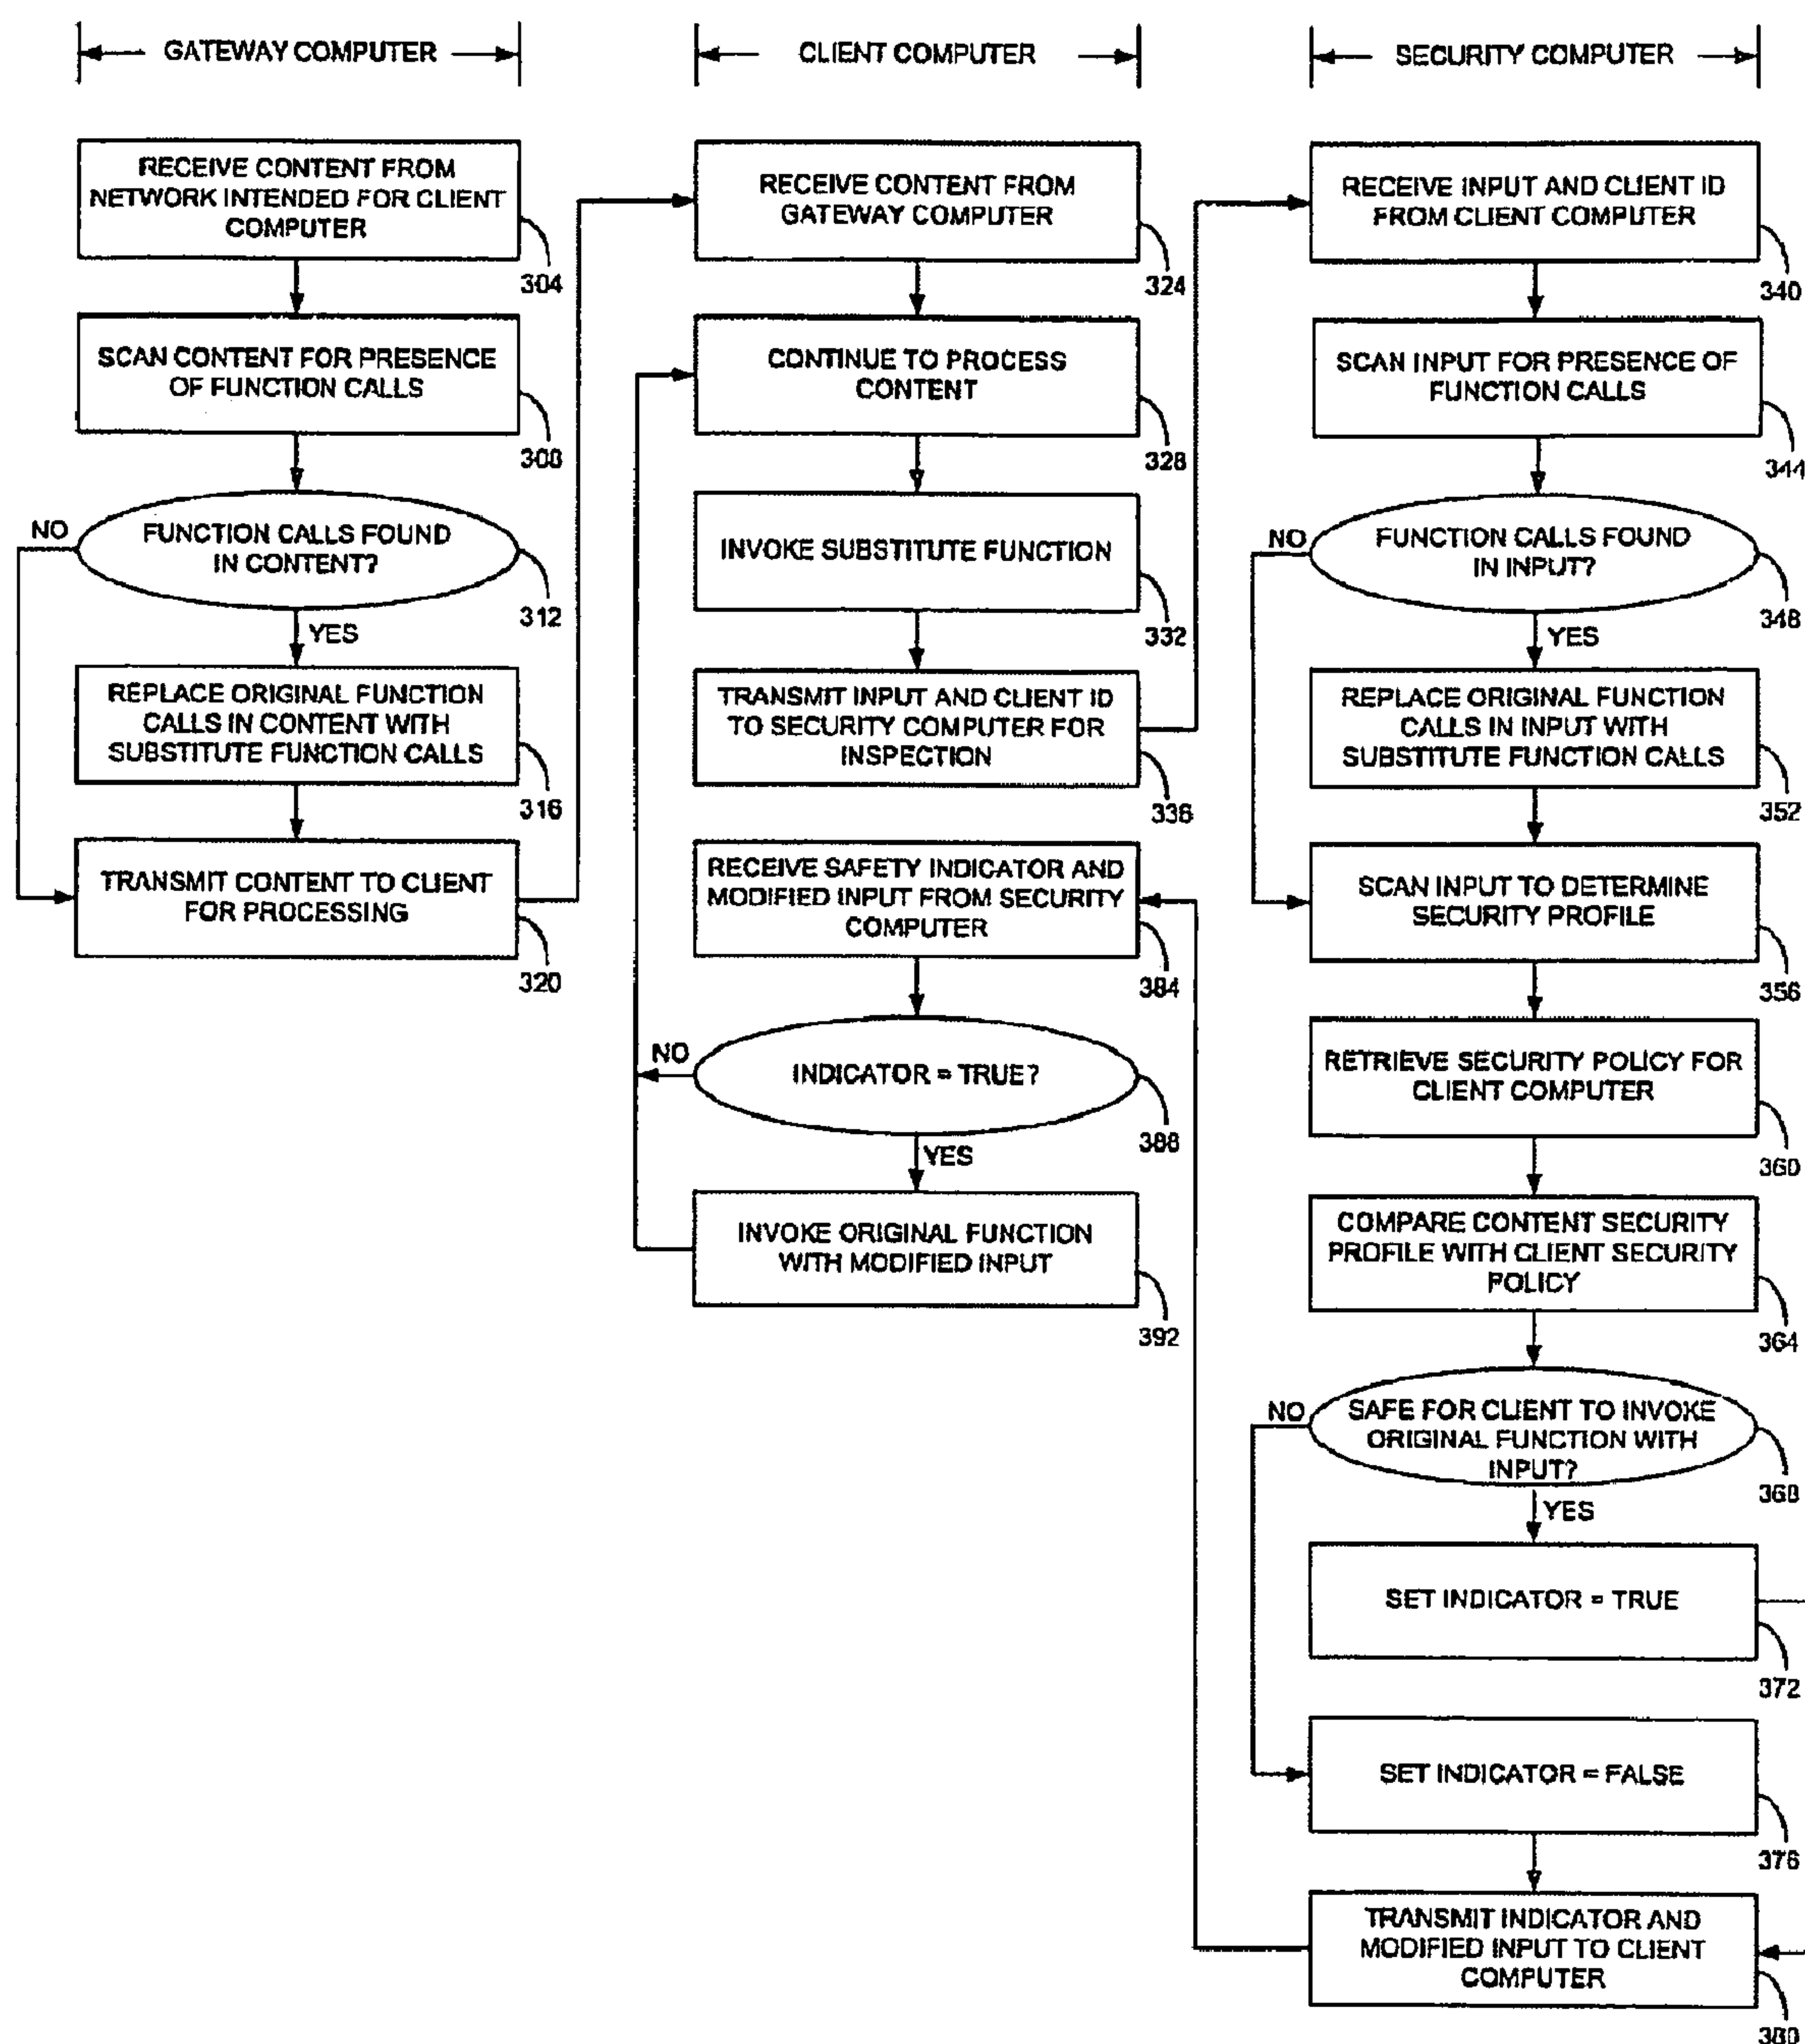 GATEWAY COMPUTER
RECEIVE CONTENT FROM
NETWORK INTENDED FOR CLIENT
COMPUTER
304
SCAN CONTENT FOR PRESENCE
OF FUNCTION CALLS
308
NO
FUNCTION CALLS FOUND
IN CONTENT?
312
YES
REPLACE ORIGINAL FUNCTION
CALLS IN CONTENT WITH
SUBSTITUTE FUNCTION CALLS
316
TRANSMIT CONTENT TO CLIENT
FOR PROCESSING
320
CLIENT COMPUTER
RECEIVE CONTENT FROM
GATEWAY COMPUTER
324
CONTINUE TO PROCESS
CONTENT
328
INVOKE SUBSTITUTE FUNCTION
332
TRANSMIT INPUT AND CLIENT ID
TO SECURITY COMPUTER FOR
INSPECTION
336
RECEIVE SAFETY INDICATOR AND
MODIFIED INPUT FROM SECURITY
COMPUTER
384
NO
INDICATOR = TRUE?
388
YES
INVOKE ORIGINAL FUNCTION
WITH MODIFIED INPUT
392
SECURITY COMPUTER
RECEIVE INPUT AND CLIENT ID
FROM CLIENT COMPUTER
340
SCAN INPUT FOR PRESENCE OF
FUNCTION CALLS
344
NO
FUNCTION CALLS FOUND
IN INPUT?
348
YES
REPLACE ORIGINAL FUNCTION
CALLS IN INPUT WITH
SUBSTITUTE FUNCTION CALLS
352
SCAN INPUT TO DETERMINE
SECURITY PROFILE
356
RETRIEVE SECURITY POLICY FOR
CLIENT COMPUTER
360
COMPARE CONTENT SECURITY
PROFILE WITH CLIENT SECURITY
POLICY
364
NO
SAFE FOR CLIENT TO INVOKE
ORIGINAL FUNCTION WITH
INPUT?
368
YES
SET INDICATOR = TRUE
372
SET INDICATOR = FALSE
376
TRANSMIT INDICATOR AND
MODIFIED INPUT TO CLIENT
COMPUTER
380